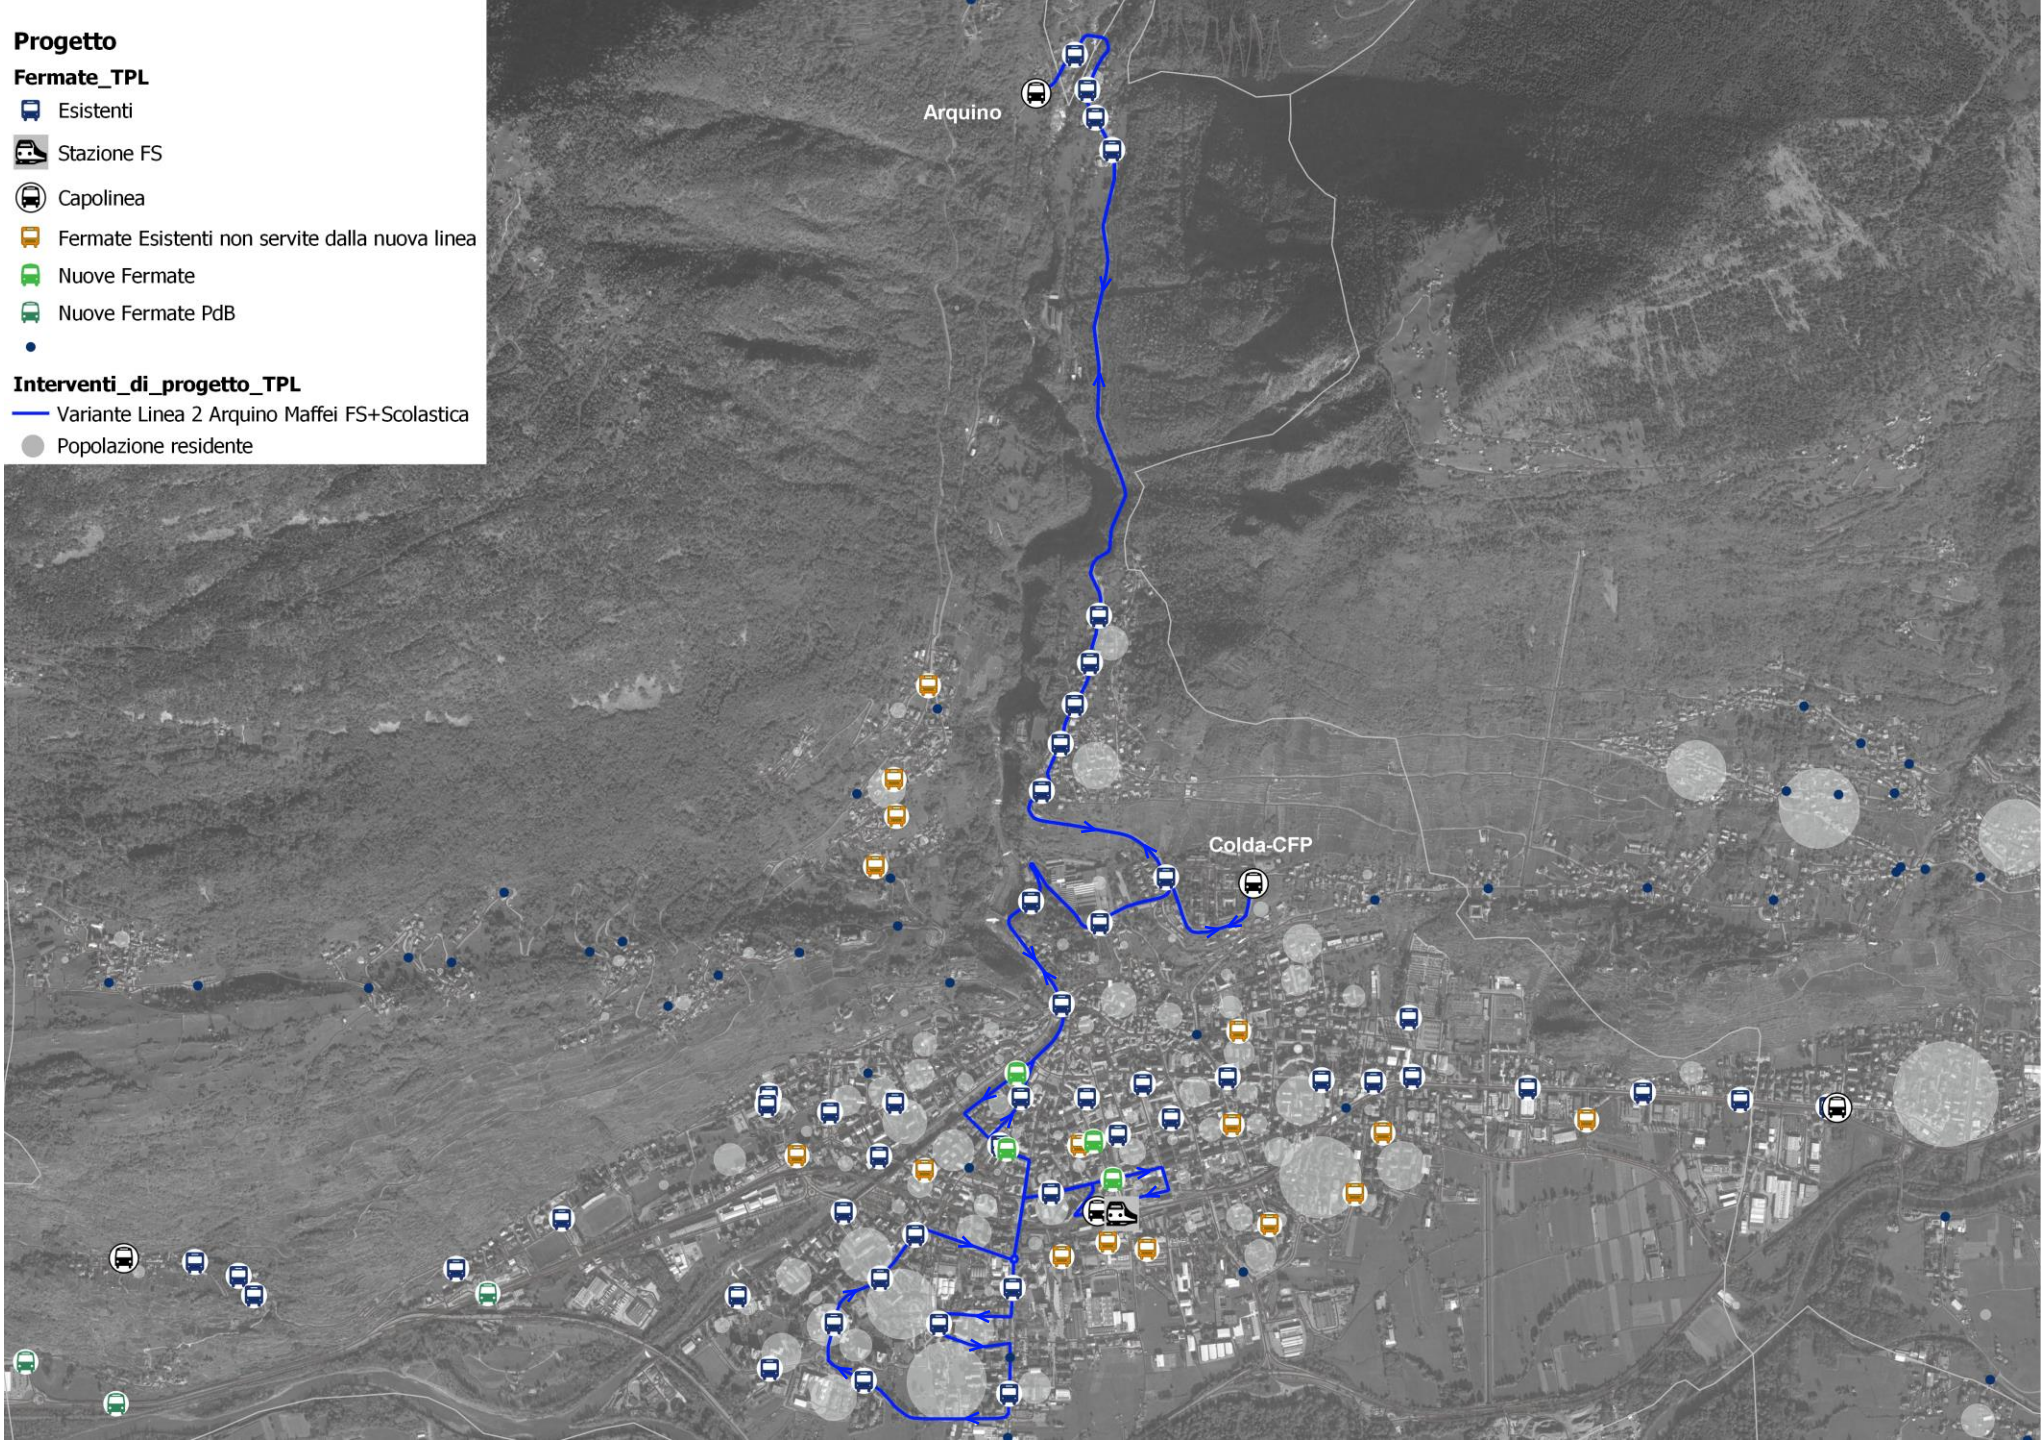 Progetto
Fermate_TPL
Esistenti
Stazione FS
Capolinea
Fermate Esistenti non servite dalla nuova linea
Nuove Fermate
Nuove Fermate PdB
Interventi_di_progetto_TPL
Variante Linea 2 Arquino Maffei FS+Scolastica
Popolazione residente
Arquino
Colda-CFP